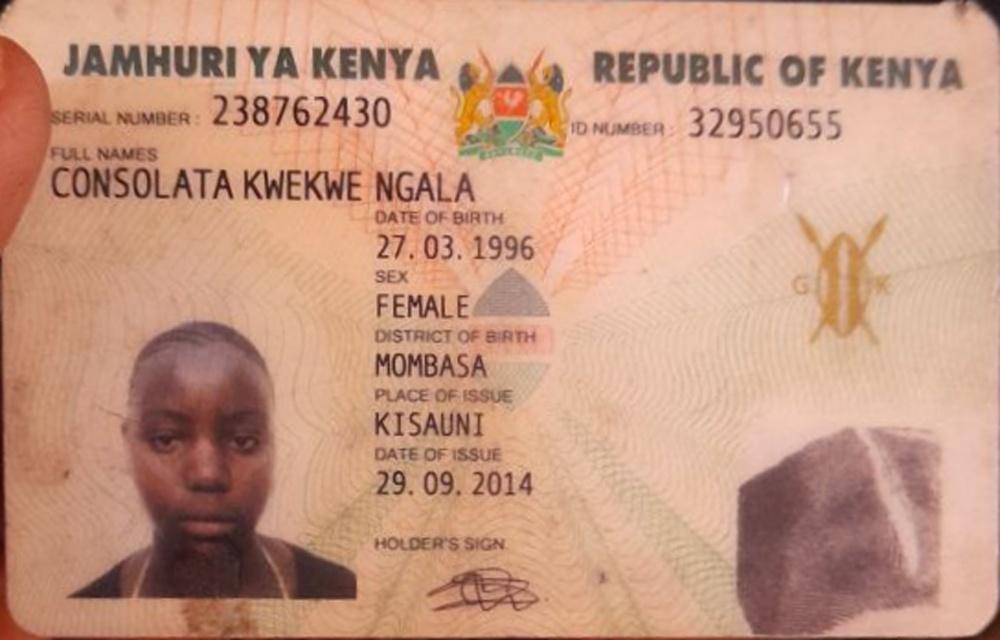 JAMHURI YA KENYA
REPUBLIC OF KENYA
SERIAL NUMBER : 238762430
ID NUMBER : 32950655
FULL NAMES
CONSOLATA KWEKWE NGALA
DATE OF BIRTH
27.03.1996
SEX
FEMALE
DISTRICT OF BIRTH
MOMBASA
PLACE OF ISSUE
KISAUNI
DATE OF ISSUE
29.09.2014
HOLDER'S SIGN.
G K